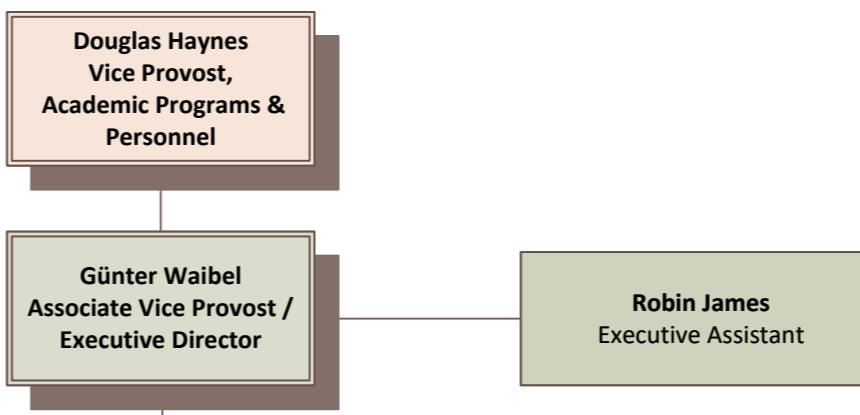 Douglas Haynes
Vice Provost,
Academic Programs &
Personnel
Günter Waibel
Associate Vice Provost /
Executive Director
Robin James
Executive Assistant